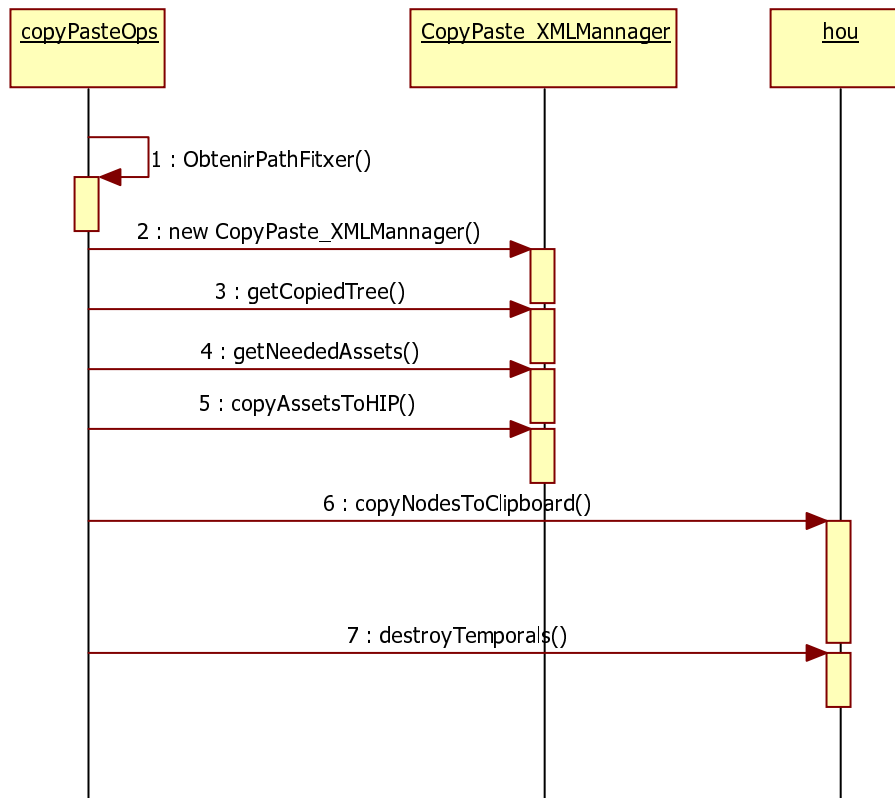 copyPasteOps
CopyPaste_XMLMannager
hou
1 : ObtenirPathFitxer()
2 : new CopyPaste_XMLMannager()
3 : getCopiedTree()
4 : getNeededAssets()
5 : copyAssetsToHIP()
6 : copyNodesToClipboard()
7 : destroyTemporals()